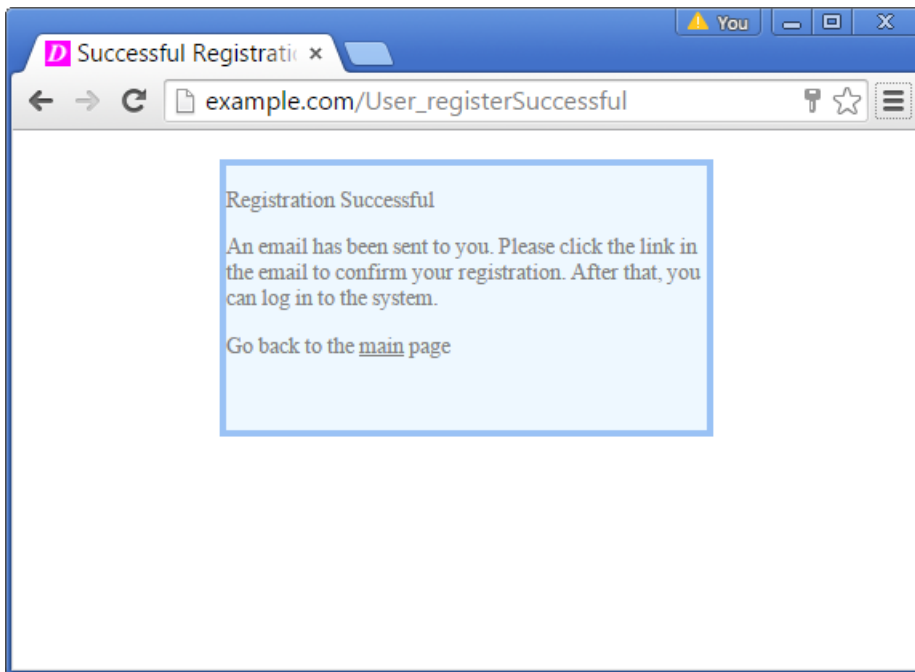 You
D Successful Registratic
example.com/User_registerSuccessful
Registration Successful
An email has been sent to you. Please click the link in
the email to confirm your registration. After that, you
can log in to the system.
Go back to the main page